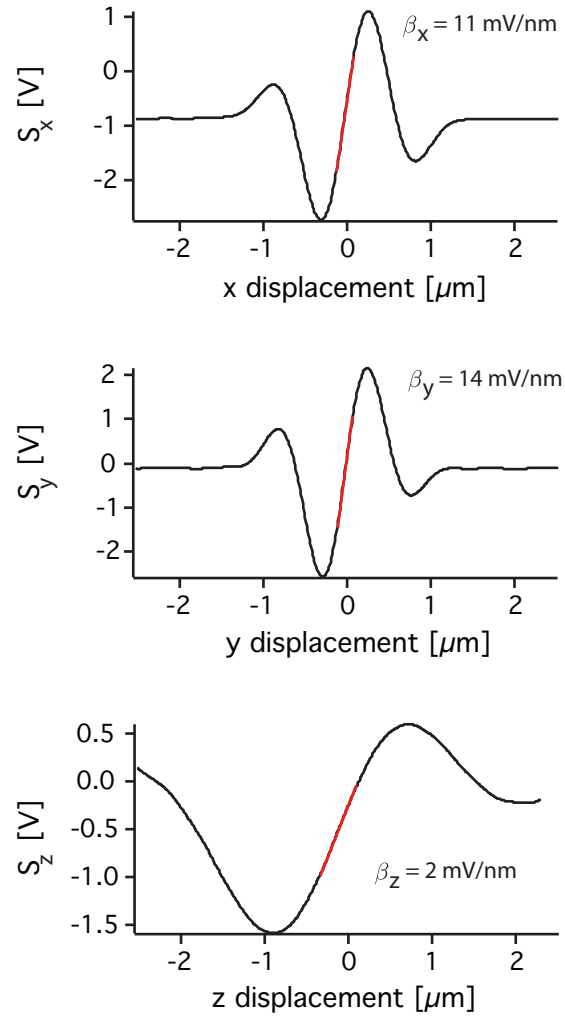 1
β_x = 11 mV/nm
0
-1
-2
S_x [V]
-2 -1 0 1 2
x displacement [µm]
2
β_y = 14 mV/nm
1
0
-1
-2
S_y [V]
-2 -1 0 1 2
y displacement [µm]
0.5
0.0
-0.5
-1.0
β_z = 2 mV/nm
-1.5
S_z [V]
-2 -1 0 1 2
z displacement [µm]